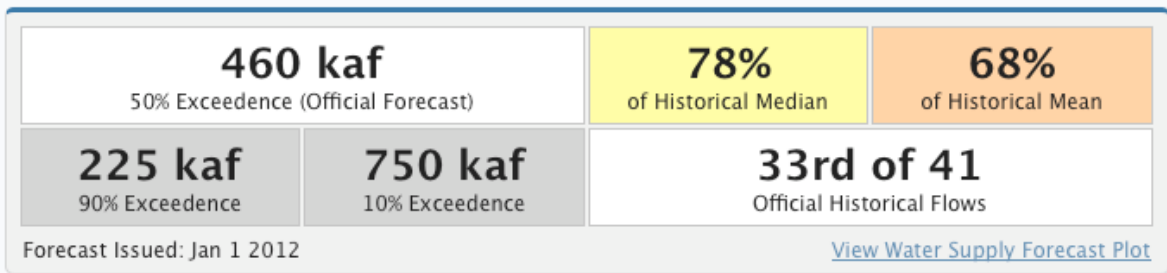 460 kaf
50% Exceedence (Official Forecast)
78%
of Historical Median
68%
of Historical Mean
225 kaf
90% Exceedence
750 kaf
10% Exceedence
33rd of 41
Official Historical Flows
Forecast Issued: Jan 1 2012
View Water Supply Forecast Plot